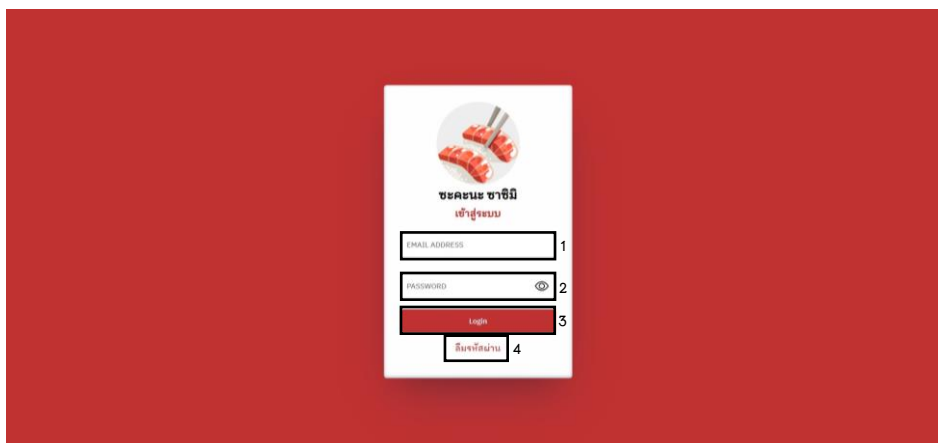 ซะคะนะ ซาชิมิ
เข้าสู่ระบบ
EMAIL ADDRESS 1
PASSWORD 2
Login 3
ลืมรหัสผ่าน 4